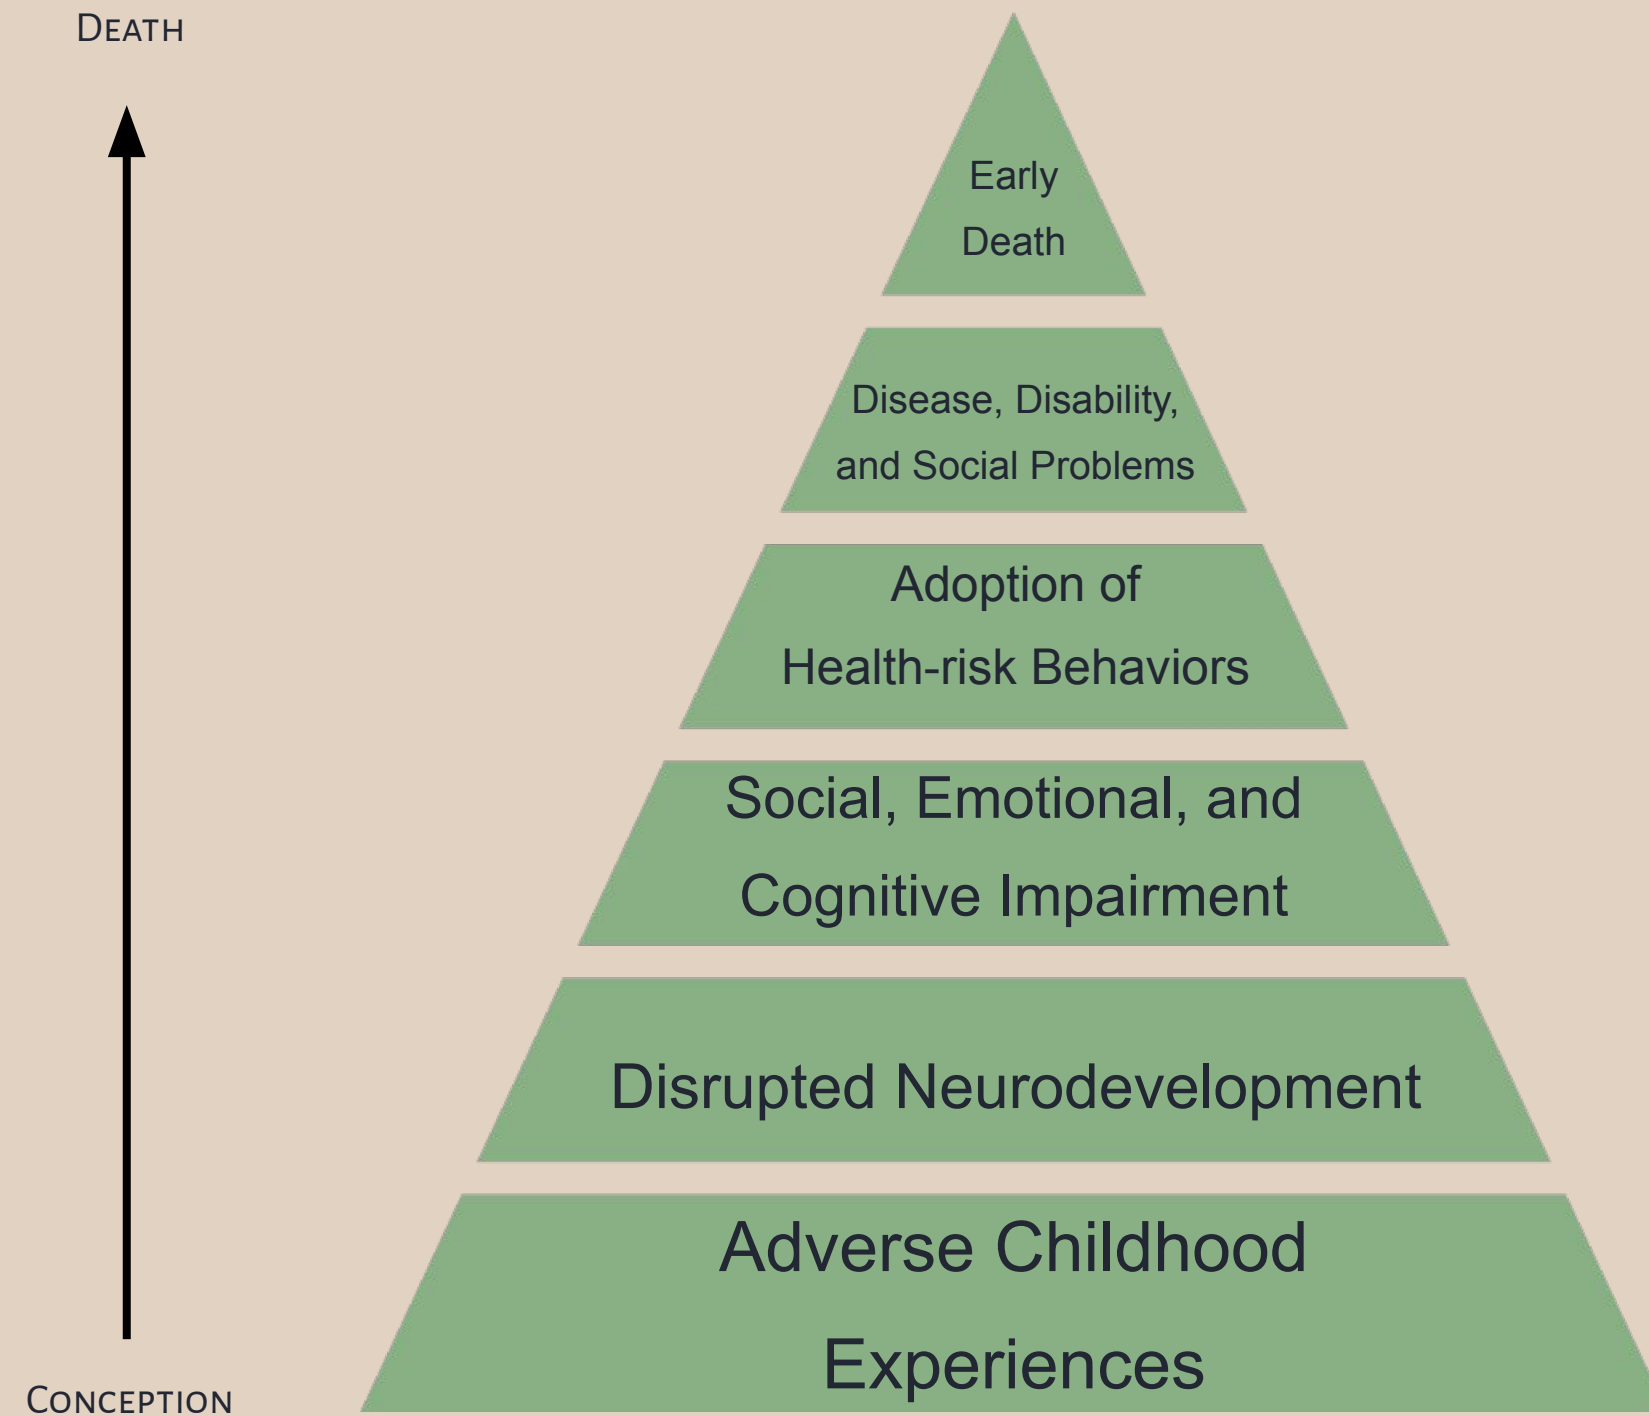 DEATH
Early
Death
Disease, Disability,
and Social Problems
Adoption of
Health-risk Behaviors
Social, Emotional, and
Cognitive Impairment
Disrupted Neurodevelopment
Adverse Childhood
Experiences
CONCEPTION